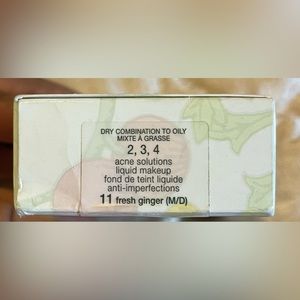 DRY COMBINATION TO OILY
MIXTE À GRASSE
2, 3, 4
acne solutions
liquid makeup
fond de teint liquide
anti-imperfections
11 fresh ginger (M/D)